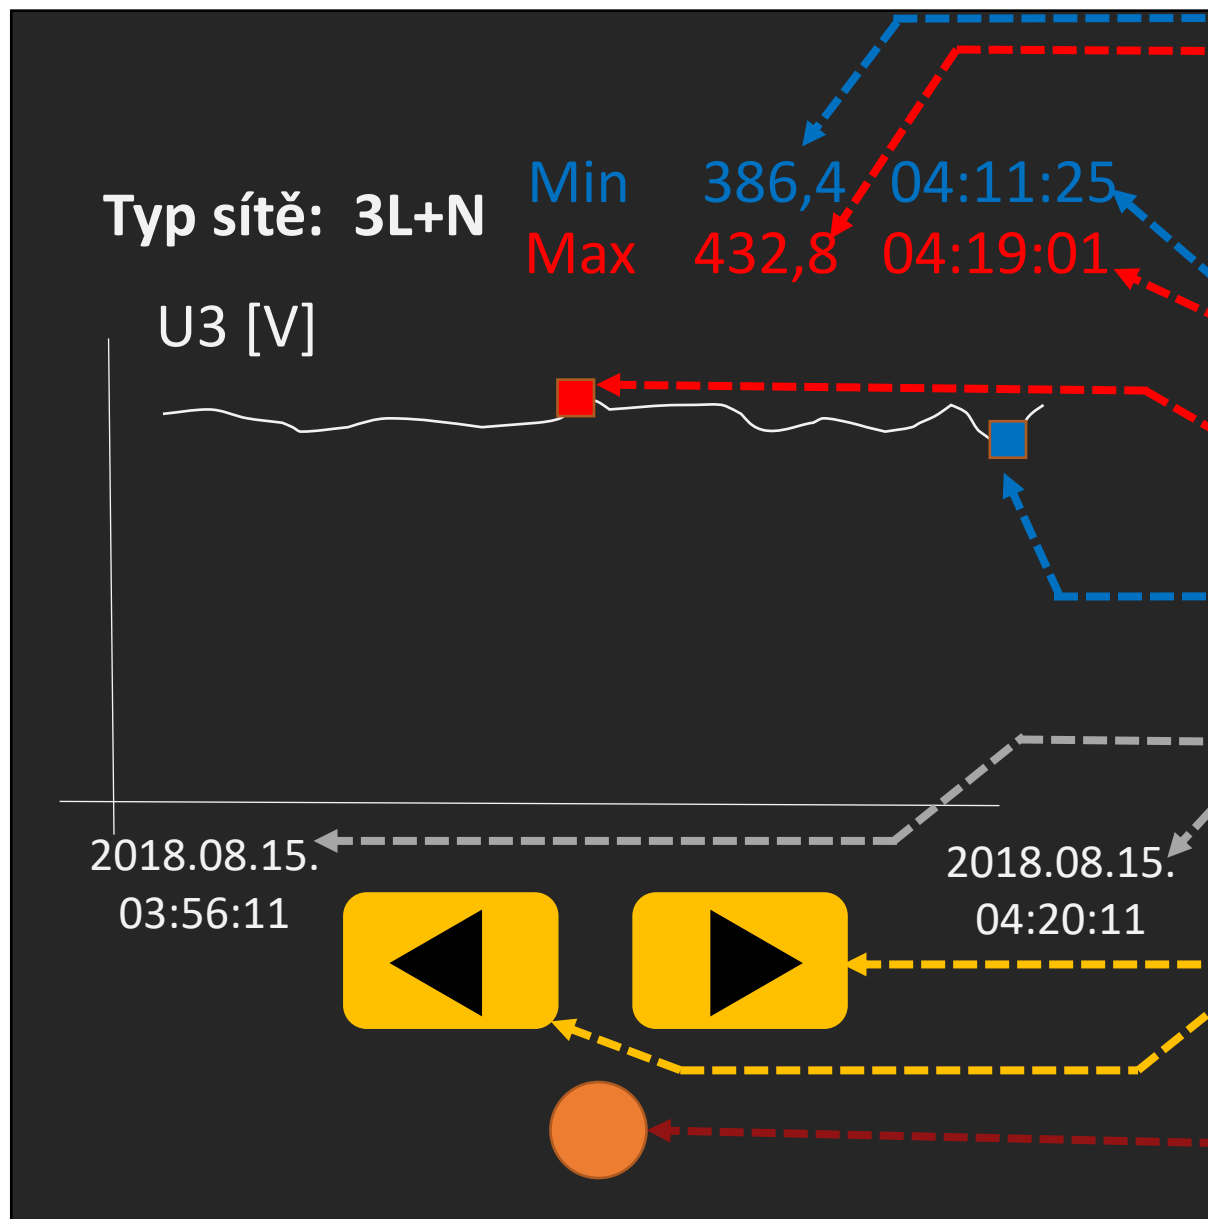 Min 386,4 04:11:25
Typ sítě: 3L+N
Max 432,8 04:19:01
U3 [V]
2018.08.15.
03:56:11
2018.08.15.
04:20:11